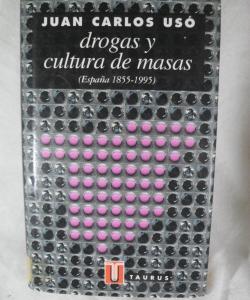 JUAN CARLOS USÓ
drogas y
cultura de masas
(España 1855-1995)
T
TAURUS